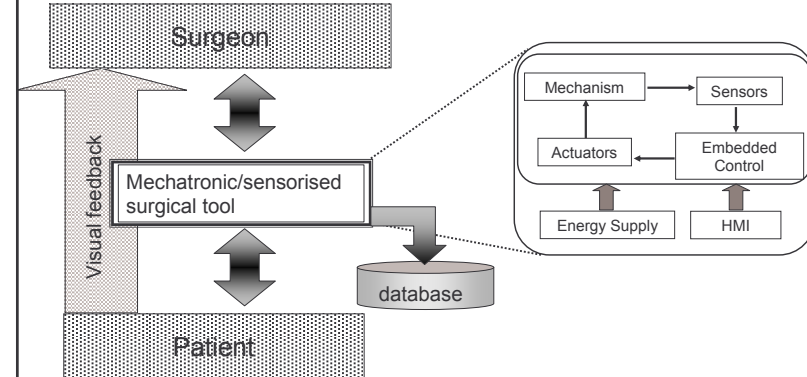 Surgeon
Visual feedback
Mechatronic/sensorised
surgical tool
database
Patient
Mechanism
Sensors
Actuators
Embedded
Control
Energy Supply
HMI